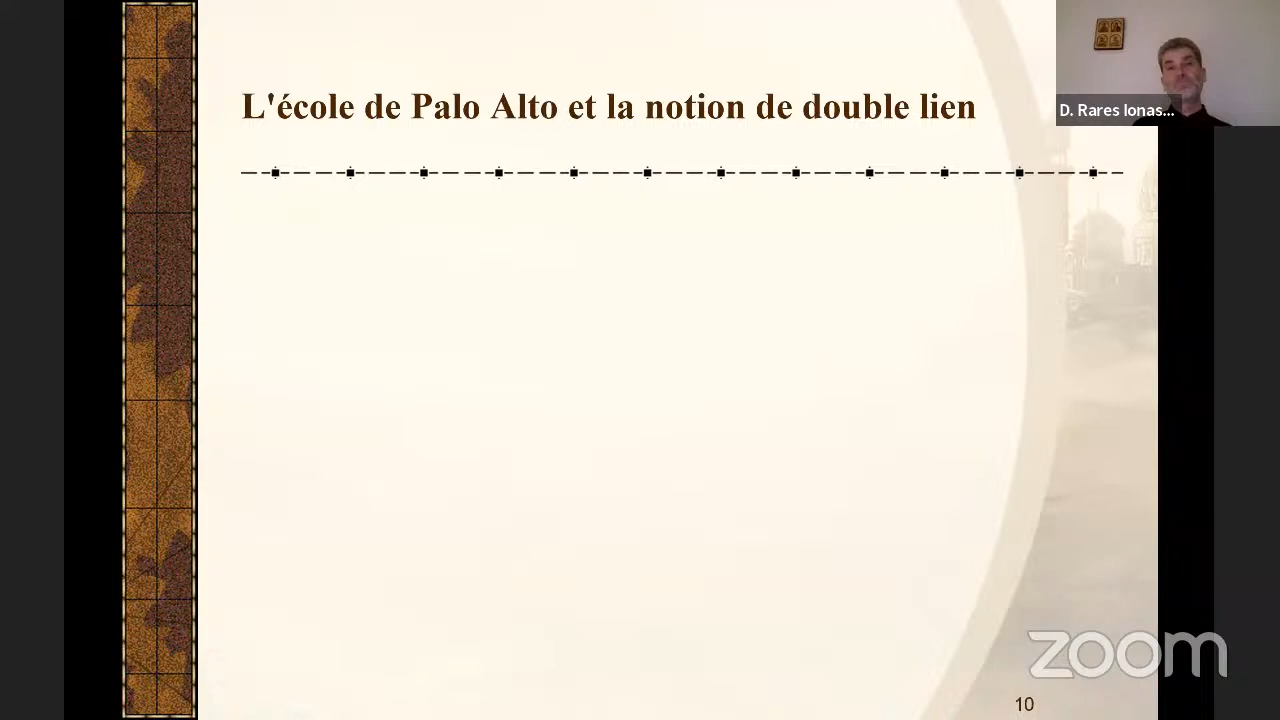 L'école de Palo Alto et la notion de double lien
D. Rares Ionas...
zoom
10